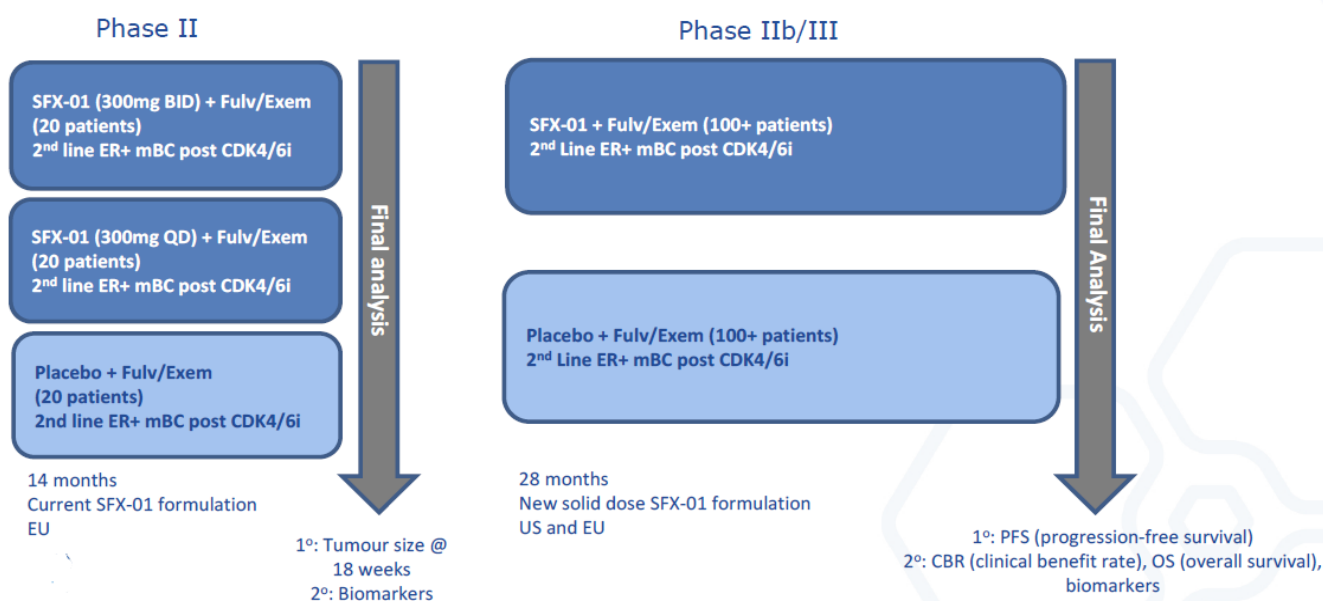 Phase II
SFX-01 (300mg BID) + Fulv/Exem
(20 patients)
2nd line ER+ mBC post CDK4/6i
SFX-01 (300mg QD) + Fulv/Exem
(20 patients)
2nd line ER+ mBC post CDK4/6i
Placebo + Fulv/Exem
(20 patients)
2nd line ER+ mBC post CDK4/6i
Final analysis
14 months
Current SFX-01 formulation
EU
1º: Tumour size @
18 weeks
2º: Biomarkers
Phase IIb/III
SFX-01 + Fulv/Exem (100+ patients)
2nd Line ER+ mBC post CDK4/6i
Placebo + Fulv/Exem (100+ patients)
2nd Line ER+ mBC post CDK4/6i
Final Analysis
28 months
New solid dose SFX-01 formulation
US and EU
1º: PFS (progression-free survival)
2º: CBR (clinical benefit rate), OS (overall survival),
biomarkers